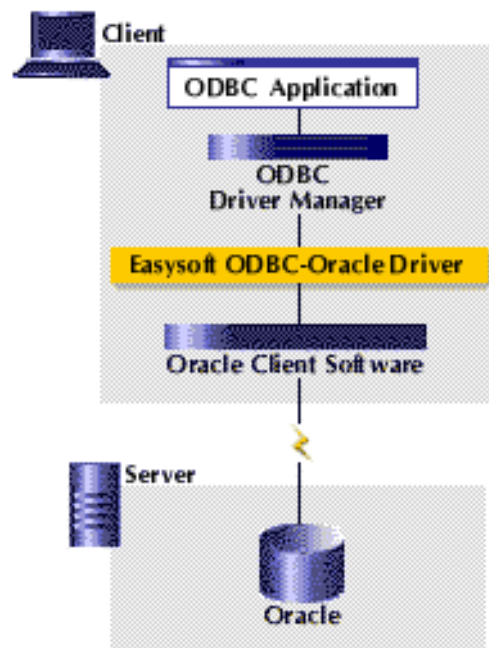 Client
ODBC Application
ODBC
Driver Manager
Easysoft ODBC-Oracle Driver
Oracle Client Software
Server
Oracle